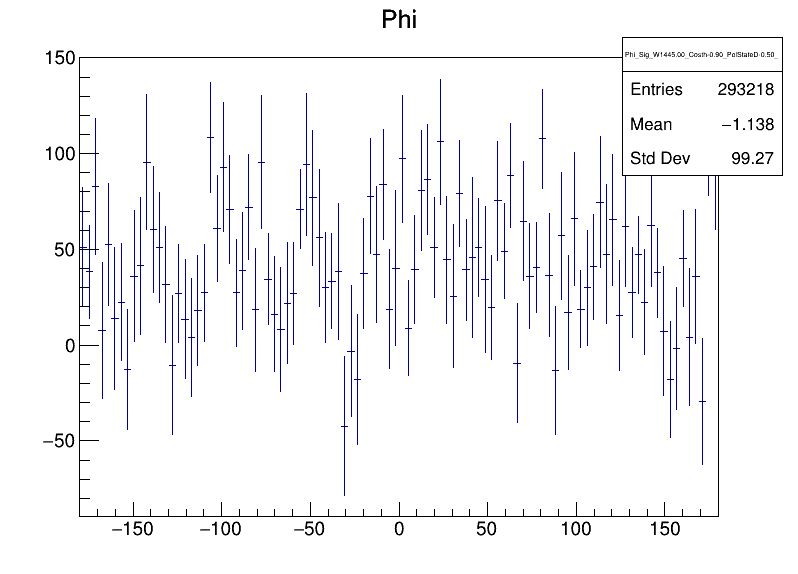 Phi
Phi_Sig_W1445.00_Costh-0.90_PolStateD-0.50_
Entries 293218
Mean −1.138
Std Dev 99.27
150
100
50
0
−50
−150 −100 −50 0 50 100 150